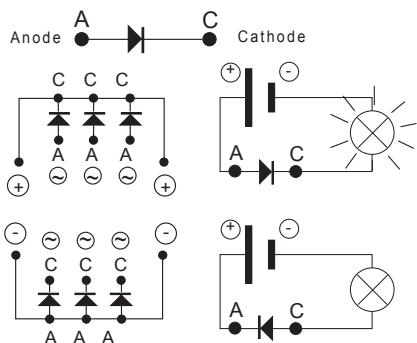 A C
Anode Cathode
C C C
+ -
A A A
+ ~ ~ ~ +
A C
- ~ ~ ~ -
C C C
+ -
A C
A A A